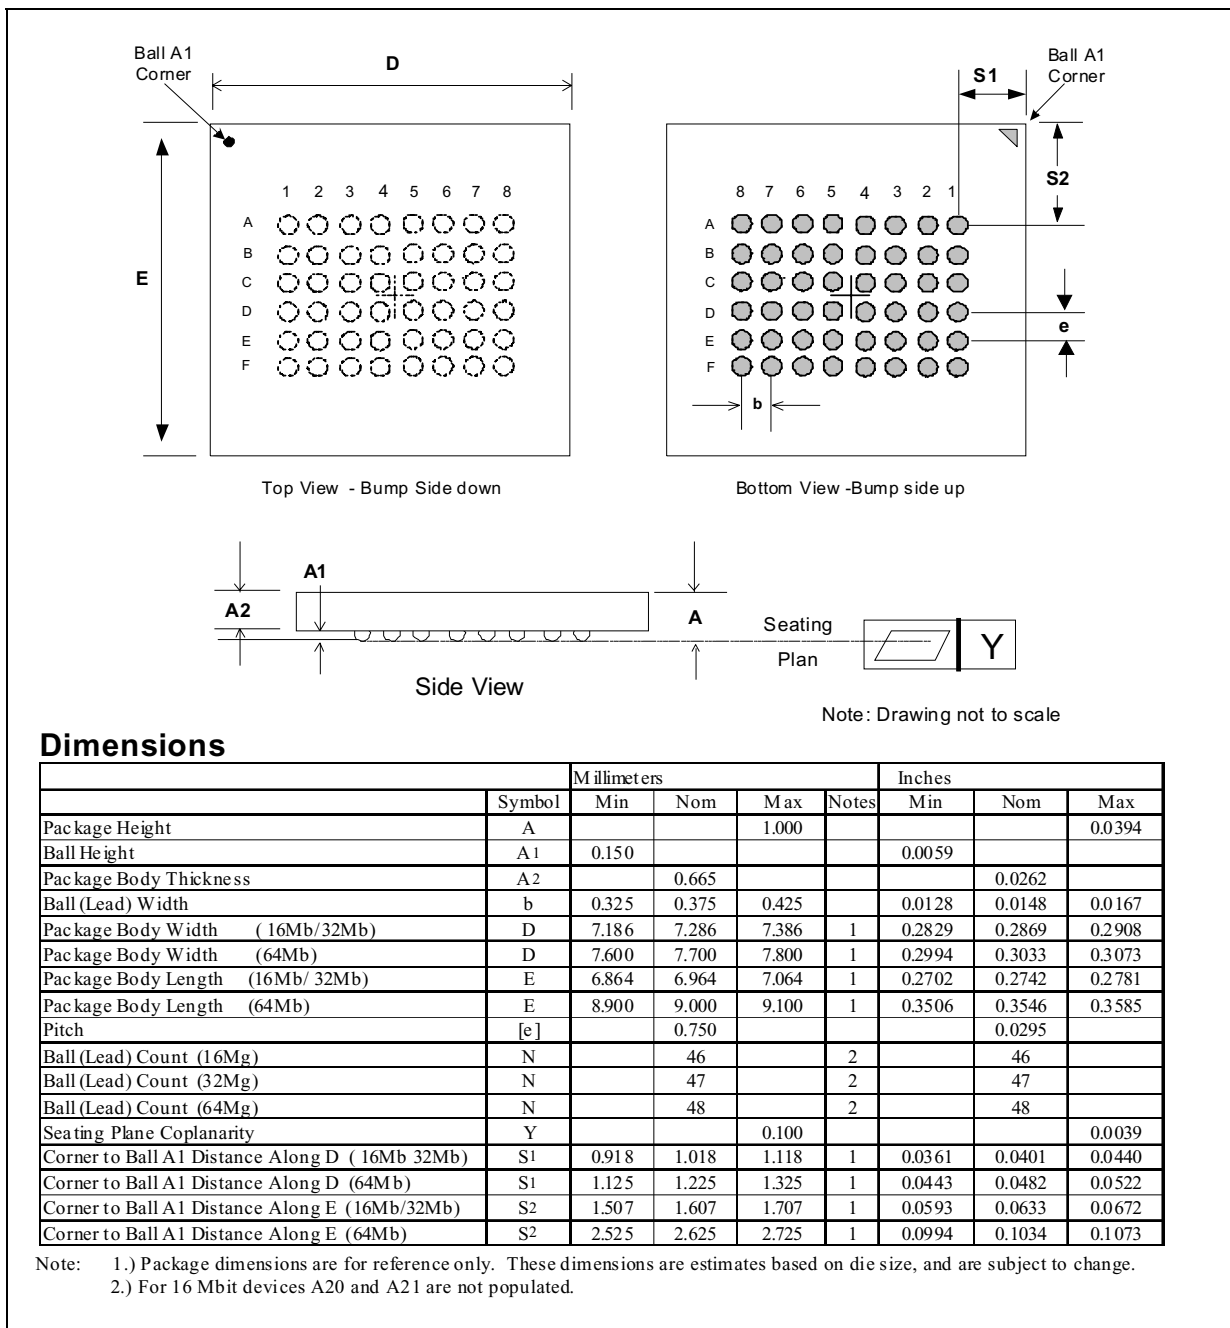 Ball A1
Corner
D
E
1 2 3 4 5 6 7 8
A
B
C
D
E
F
Top View - Bump Side down
Ball A1
Corner
S1
S2
8 7 6 5 4 3 2 1
A
B
C
D
E
F
e
b
Bottom View -Bump side up
A1
A2
A
Seating
Plan
Y
Side View
Note: Drawing not to scale
Dimensions
Millimeters Inches
Symbol Min Nom Max Notes Min Nom Max
Package Height A 1.000 0.0394
Ball Height A1 0.150 0.0059
Package Body Thickness A2 0.665 0.0262
Ball (Lead) Width b 0.325 0.375 0.425 0.0128 0.0148 0.0167
Package Body Width ( 16Mb/32Mb) D 7.186 7.286 7.386 1 0.2829 0.2869 0.2908
Package Body Width (64Mb) D 7.600 7.700 7.800 1 0.2994 0.3033 0.3073
Package Body Length (16Mb/ 32Mb) E 6.864 6.964 7.064 1 0.2702 0.2742 0.2781
Package Body Length (64Mb) E 8.900 9.000 9.100 1 0.3506 0.3546 0.3585
Pitch [e] 0.750 0.0295
Ball (Lead) Count (16Mg) N 46 2 46
Ball (Lead) Count (32Mg) N 47 2 47
Ball (Lead) Count (64Mg) N 48 2 48
Seating Plane Coplanarity Y 0.100 0.0039
Corner to Ball A1 Distance Along D ( 16Mb 32Mb) S1 0.918 1.018 1.118 1 0.0361 0.0401 0.0440
Corner to Ball A1 Distance Along D (64Mb) S1 1.125 1.225 1.325 1 0.0443 0.0482 0.0522
Corner to Ball A1 Distance Along E (16Mb/32Mb) S2 1.507 1.607 1.707 1 0.0593 0.0633 0.0672
Corner to Ball A1 Distance Along E (64Mb) S2 2.525 2.625 2.725 1 0.0994 0.1034 0.1073
Note: 1.) Package dimensions are for reference only. These dimensions are estimates based on die size, and are subject to change.
2.) For 16 Mbit devices A20 and A21 are not populated.